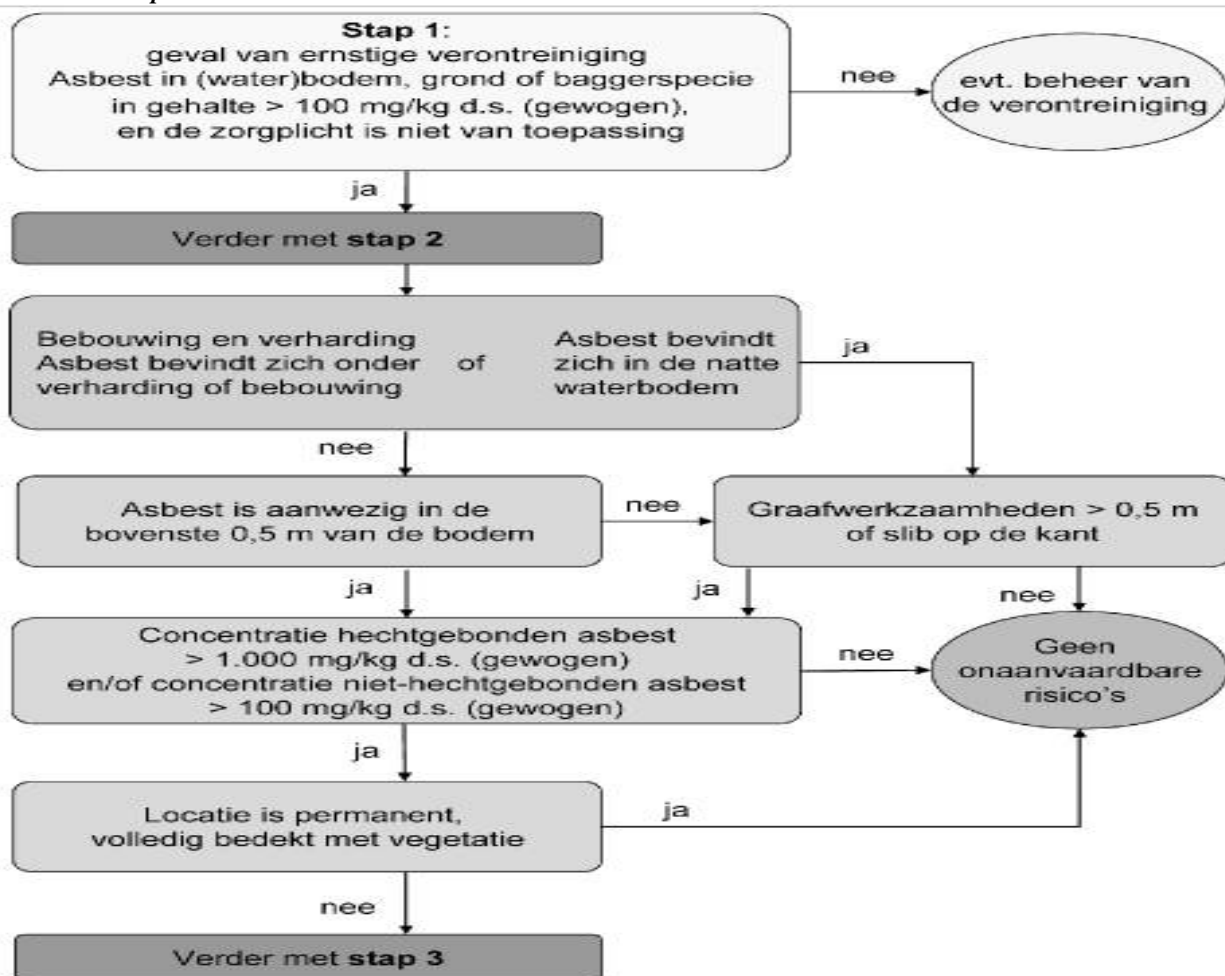 Stap 1:
geval van ernstige verontreiniging
Asbest in (water)bodem, grond of baggerspecie
in gehalte > 100 mg/kg d.s. (gewogen),
en de zorgplicht is niet van toepassing
nee
evt. beheer van
de verontreiniging
ja
Verder met stap 2
Bebouwing en verharding
Asbest bevindt zich onder
verharding of bebouwing
of
Asbest bevindt
zich in de natte
waterbodem
ja
nee
Asbest is aanwezig in de
bovenste 0,5 m van de bodem
nee
Graafwerkzaamheden > 0,5 m
of slib op de kant
ja
ja
nee
Concentratie hechtgebonden asbest
> 1.000 mg/kg d.s. (gewogen)
en/of concentratie niet-hechtgebonden asbest
> 100 mg/kg d.s. (gewogen)
nee
Geen
onaanvaardbare
risico's
ja
Locatie is permanent,
volledig bedekt met vegetatie
ja
nee
Verder met stap 3